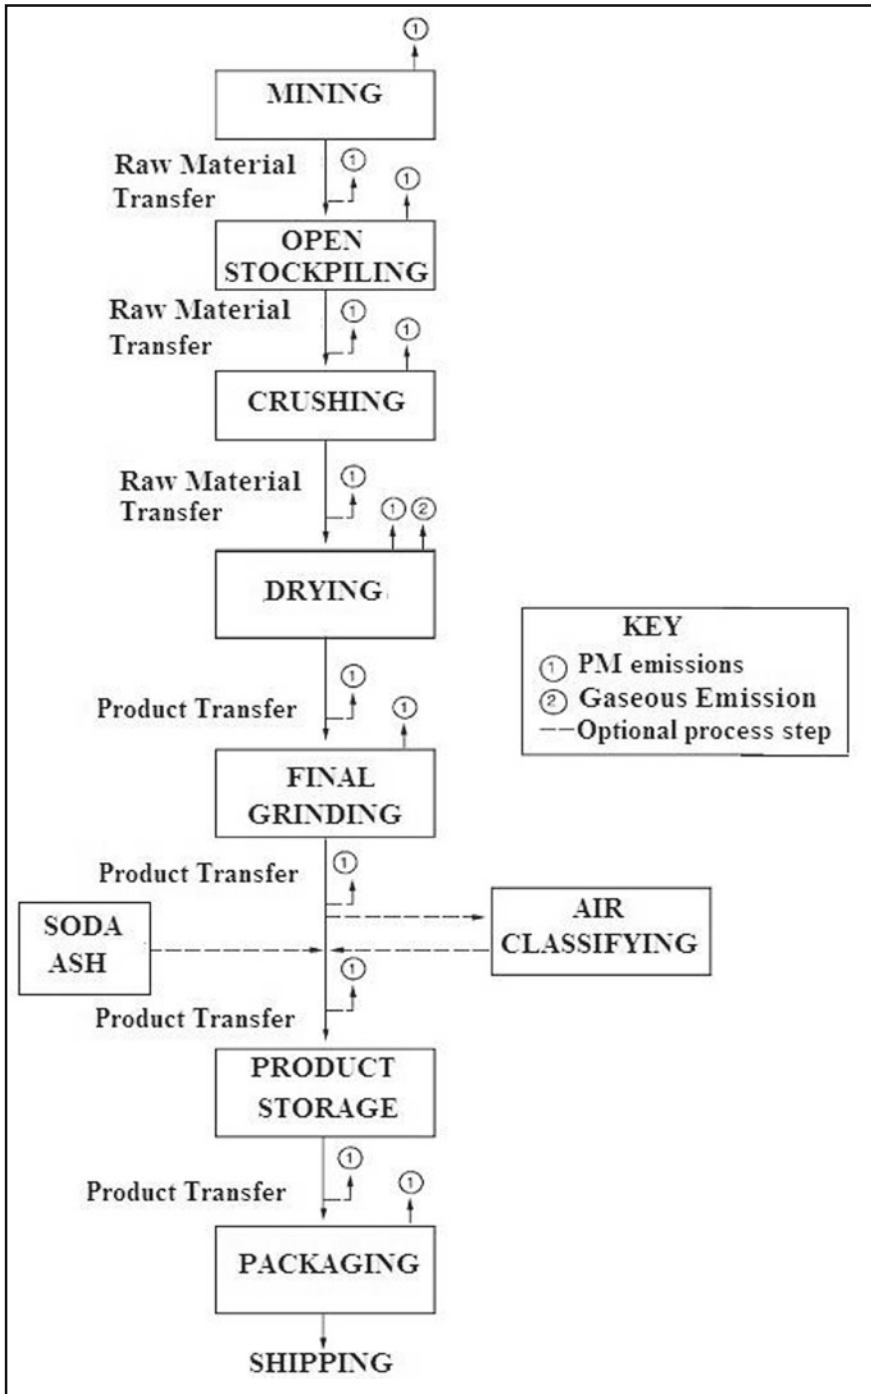 ①
MINING
Raw Material
Transfer
①
①
OPEN
STOCKPILING
Raw Material
Transfer
①
①
CRUSHING
Raw Material
Transfer
①
①
②
DRYING
Product Transfer
①
①
FINAL
GRINDING
Product Transfer
①
SODA
ASH
AIR
CLASSIFYING
Product Transfer
①
PRODUCT
STORAGE
Product Transfer
①
①
PACKAGING
SHIPPING
KEY
① PM emissions
② Gaseous Emission
Optional process step